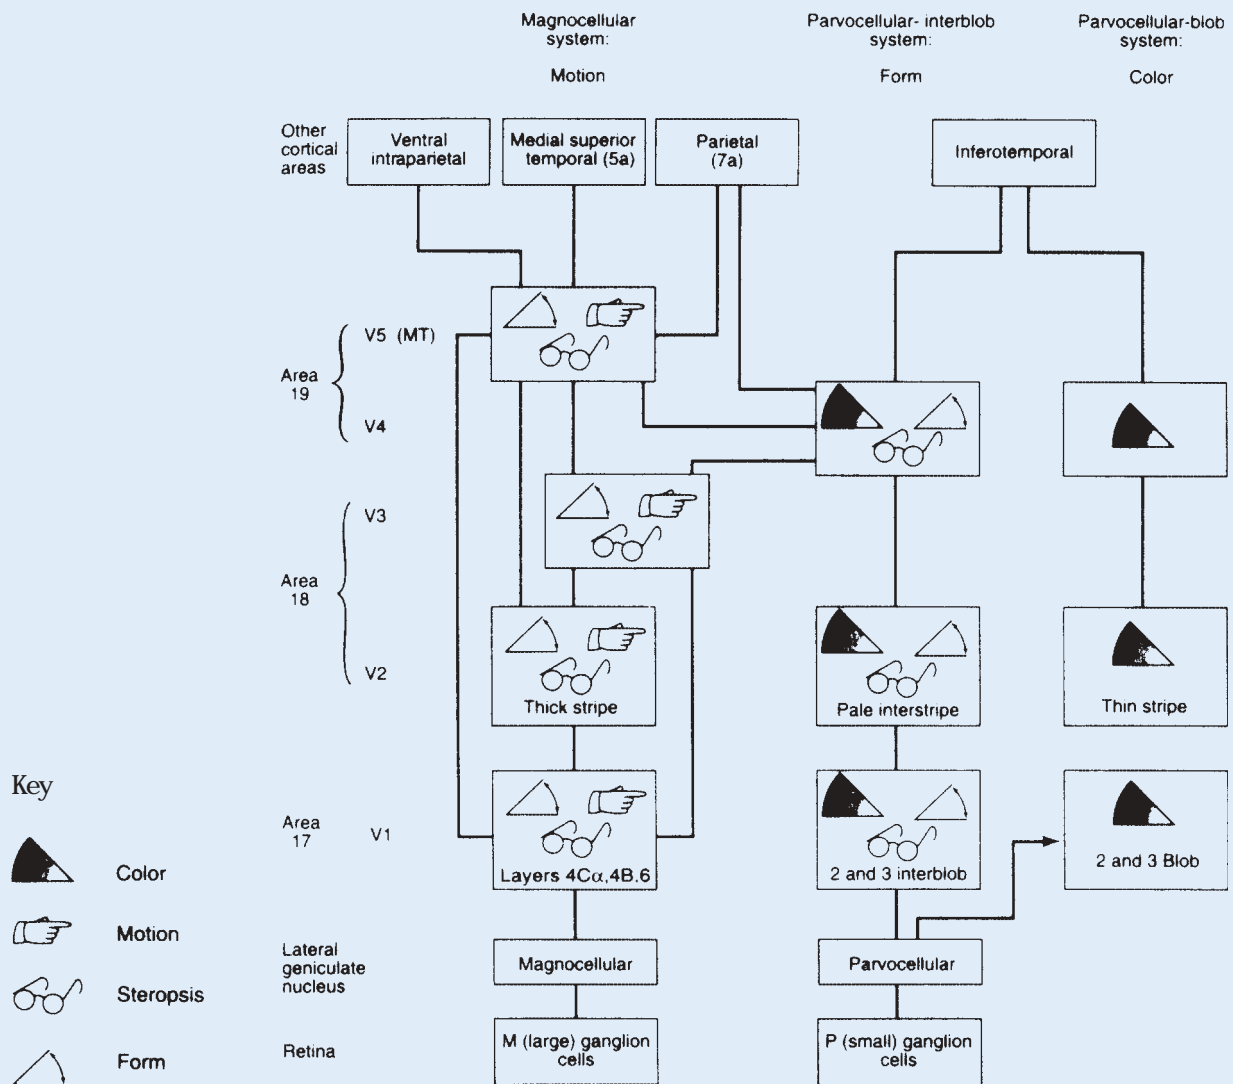 Magnocellular
system:
Motion
Parvocellular- interblob
system:
Form
Parvocellular-blob
system:
Color
Other
cortical
areas
Ventral
intraparietal
Medial superior
temporal (5a)
Parietal
(7a)
Inferotemporal
V5 (MT)
Area
19
V4
V3
Area
18
V2
Thick stripe
Pale interstripe
Thin stripe
Area
17
V1
Layers 4Cα,4B.6
2 and 3 interblob
2 and 3 Blob
Lateral
geniculate
nucleus
Magnocellular
Parvocellular
Retina
M (large) ganglion
cells
P (small) ganglion
cells
Key
Color
Motion
Steropsis
Form